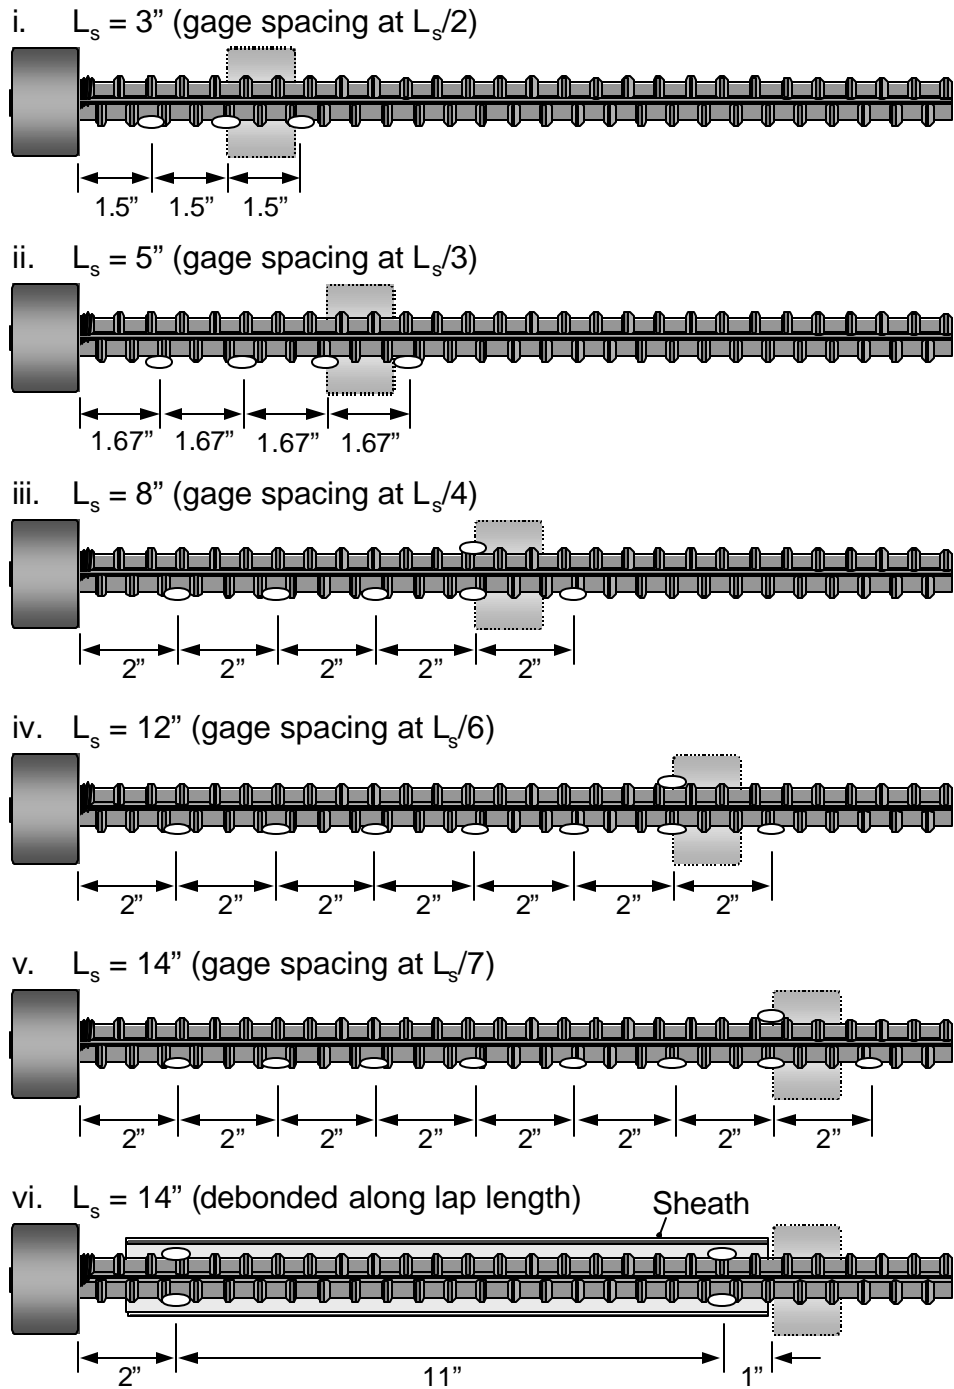 i. Ls = 3” (gage spacing at Ls/2)
1.5” 1.5” 1.5”
ii. Ls = 5” (gage spacing at Ls/3)
1.67” 1.67” 1.67” 1.67”
iii. Ls = 8” (gage spacing at Ls/4)
2” 2” 2” 2” 2”
iv. Ls = 12” (gage spacing at Ls/6)
2” 2” 2” 2” 2” 2” 2”
v. Ls = 14” (gage spacing at Ls/7)
2” 2” 2” 2” 2” 2” 2” 2”
vi. Ls = 14” (debonded along lap length)
Sheath
2” 11” 1”